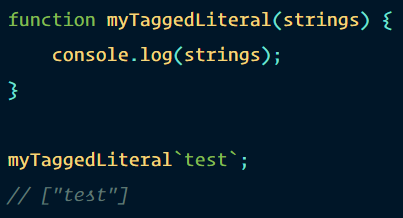 function myTaggedLiteral(strings) {
    console.log(strings);
}

myTaggedLiteral`test`;
// ["test"]